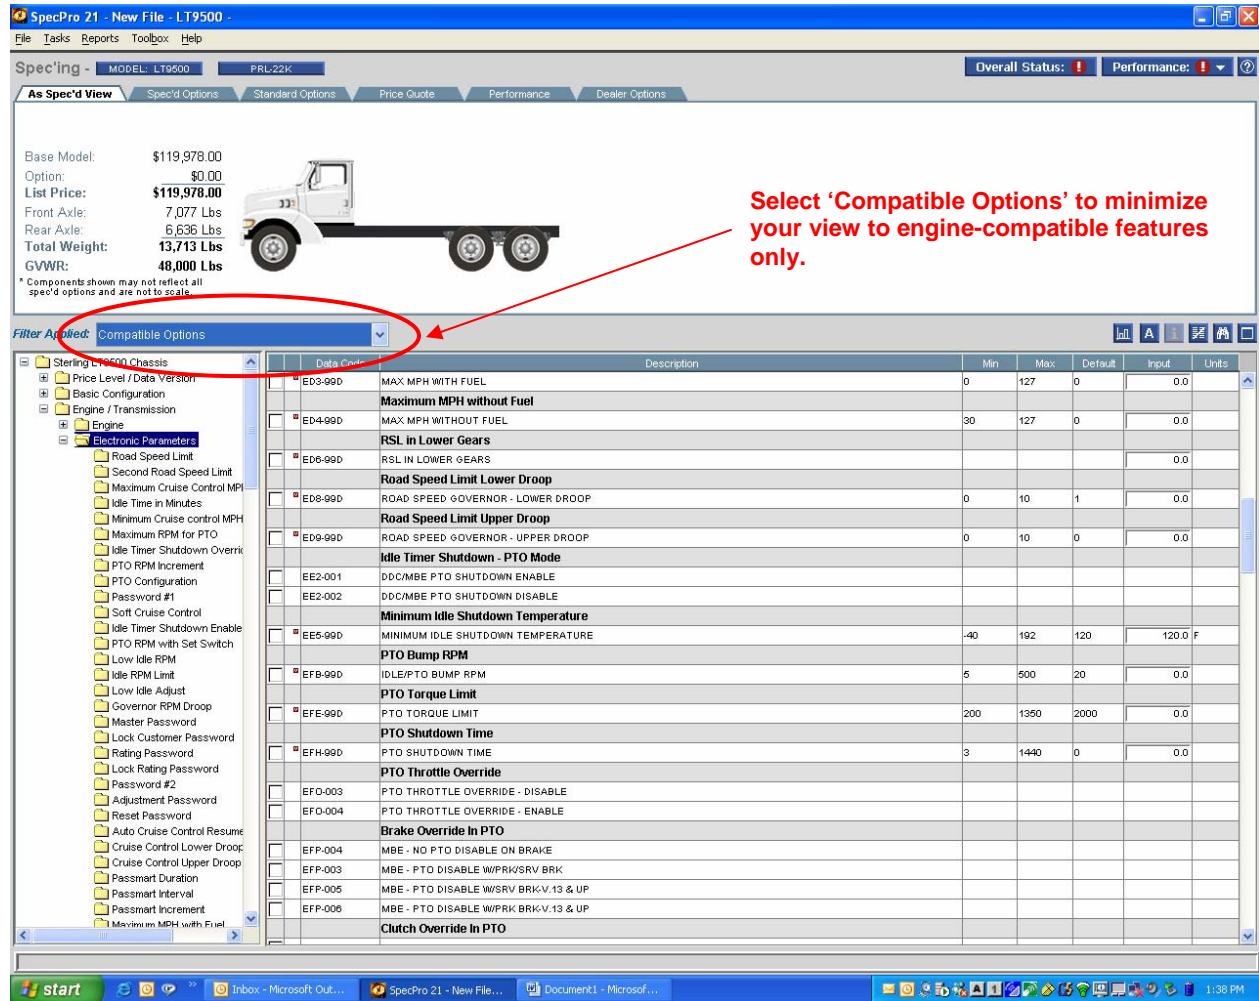 SpecPro 21 - New File - LT9500 -
File Tasks Reports Toolbox Help
Spec'ing - MODEL: LT9500 PRL-22K Overall Status: Performance:
As Spec'd View Spec'd Options Standard Options Price Quote Performance Dealer Options
Base Model: $119,978.00
Option: $0.00
List Price: $119,978.00
Front Axle: 7,077 Lbs
Rear Axle: 6,636 Lbs
Total Weight: 13,713 Lbs
GVWR: 48,000 Lbs
* Components shown may not reflect all
spec'd options and are not to scale.
Select ‘Compatible Options’ to minimize
your view to engine-compatible features
only.
Filter Applied: Compatible Options
Sterling LT9500 Chassis
Price Level / Data Version
Basic Configuration
Engine / Transmission
Engine
Electronic Parameters
Road Speed Limit
Second Road Speed Limit
Maximum Cruise Control MPH
Idle Time in Minutes
Minimum Cruise control MPH
Maximum RPM for PTO
Idle Timer Shutdown Overri
PTO RPM Increment
PTO Configuration
Password #1
Soft Cruise Control
Idle Timer Shutdown Enable
PTO RPM with Set Switch
Low Idle RPM
Idle RPM Limit
Low Idle Adjust
Governor RPM Droop
Master Password
Lock Customer Password
Rating Password
Lock Rating Password
Password #2
Adjustment Password
Reset Password
Auto Cruise Control Resume
Cruise Control Lower Droop
Cruise Control Upper Droop
Passmart Duration
Passmart Interval
Passmart Increment
Maximum MPH with Fuel
Data Code Description Min Max Default Input Units
ED3-99D MAX MPH WITH FUEL 0 127 0 0.0
Maximum MPH without Fuel
ED4-99D MAX MPH WITHOUT FUEL 30 127 0 0.0
RSL in Lower Gears
ED6-99D RSL IN LOWER GEARS 0.0
Road Speed Limit Lower Droop
ED8-99D ROAD SPEED GOVERNOR - LOWER DROOP 0 10 1 0.0
Road Speed Limit Upper Droop
ED9-99D ROAD SPEED GOVERNOR - UPPER DROOP 0 10 0 0.0
Idle Timer Shutdown - PTO Mode
EE2-001 DDC/MBE PTO SHUTDOWN ENABLE
EE2-002 DDC/MBE PTO SHUTDOWN DISABLE
Minimum Idle Shutdown Temperature
EE5-99D MINIMUM IDLE SHUTDOWN TEMPERATURE -40 192 120 120.0 F
PTO Bump RPM
EFB-99D IDLE/PTO BUMP RPM 5 500 20 0.0
PTO Torque Limit
EFE-99D PTO TORQUE LIMIT 200 1350 2000 0.0
PTO Shutdown Time
EFH-99D PTO SHUTDOWN TIME 3 1440 0 0.0
PTO Throttle Override
EFO-003 PTO THROTTLE OVERRIDE - DISABLE
EFO-004 PTO THROTTLE OVERRIDE - ENABLE
Brake Override In PTO
EFP-004 MBE - NO PTO DISABLE ON BRAKE
EFP-003 MBE - PTO DISABLE W/PRK/SRV BRK
EFP-005 MBE - PTO DISABLE W/SRV BRK-V.13 & UP
EFP-006 MBE - PTO DISABLE W/PRK BRK-V.13 & UP
Clutch Override In PTO
start Inbox - Microsoft Out... SpecPro 21 - New File... Document1 - Microsof... 1:38 PM